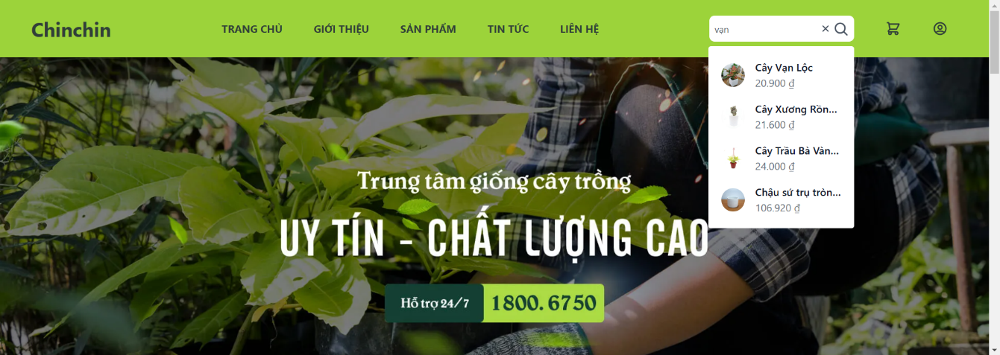 Chinchin
TRANG CHỦ
GIỚI THIỆU
SẢN PHẨM
TIN TỨC
LIÊN HỆ
vạn
Cây Vạn Lộc
20.900 ₫
Cây Xương Rồn...
21.600 ₫
Cây Trầu Bà Vàn...
24.000 ₫
Chậu sứ trụ tròn...
106.920 ₫
Trung tâm giống cây trồng
UY TÍN - CHẤT LƯỢNG CAO
Hỗ trợ 24/7
1800. 6750